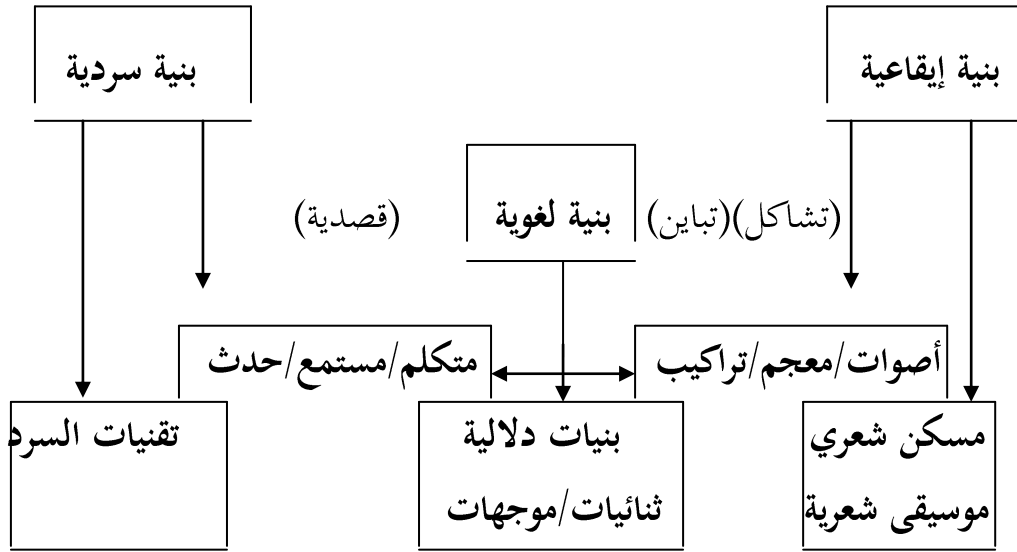 بنية إيقاعية
بنية سردية
بنية لغوية
(تشاكل)(تباين)
(قصدية)
أصوات/معجم/تراكيب
متكلم/مستمع/حدث
مسكن شعري
موسيقى شعرية
بنيات دلالية
ثنائيات/موجهات
تقنيات السرد